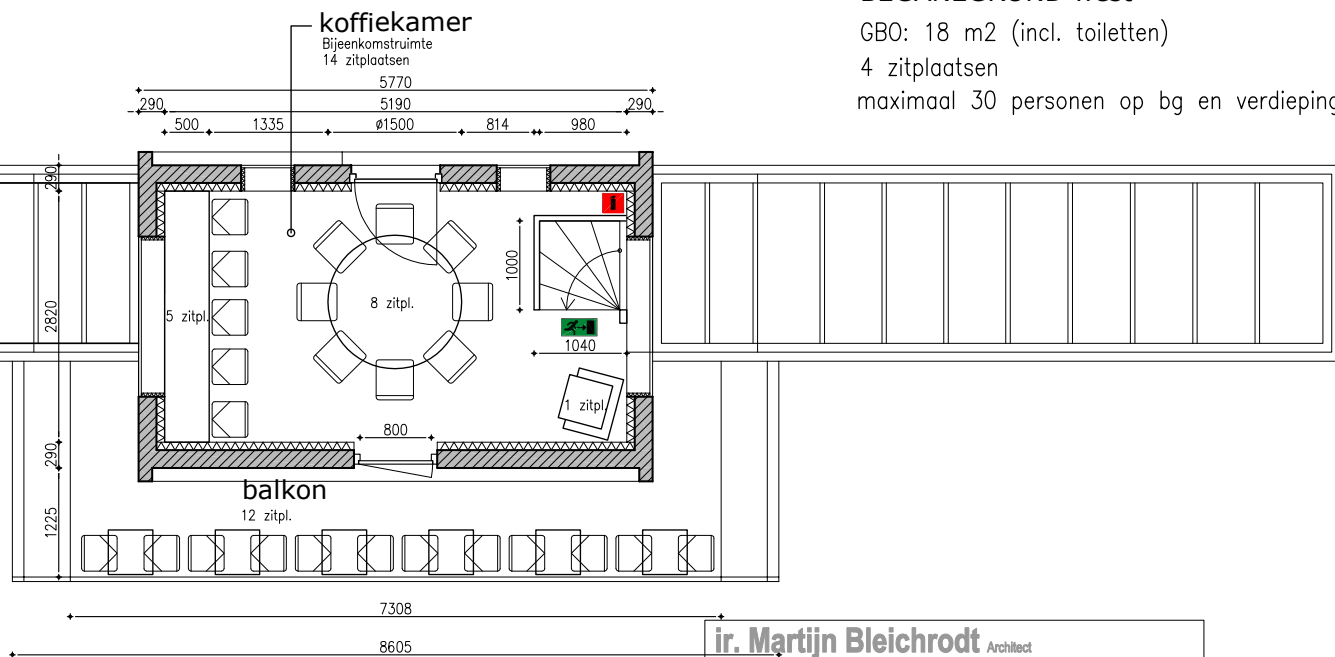 GBO: 18 m2 (incl. toiletten)
4 zitplaatsen
maximaal 30 personen op bg en verdieping
koffiekamer
Bijeenkomstruimte
14 zitplaatsen
5770
290 5190 290
500 1335 ø1500 814 980
290
2820
290
1225
1000
8 zitpl.
5 zitpl.
1040
1 zitpl.
800
balkon
12 zitpl.
7308
8605
ir. Martijn Bleichrodt Architect